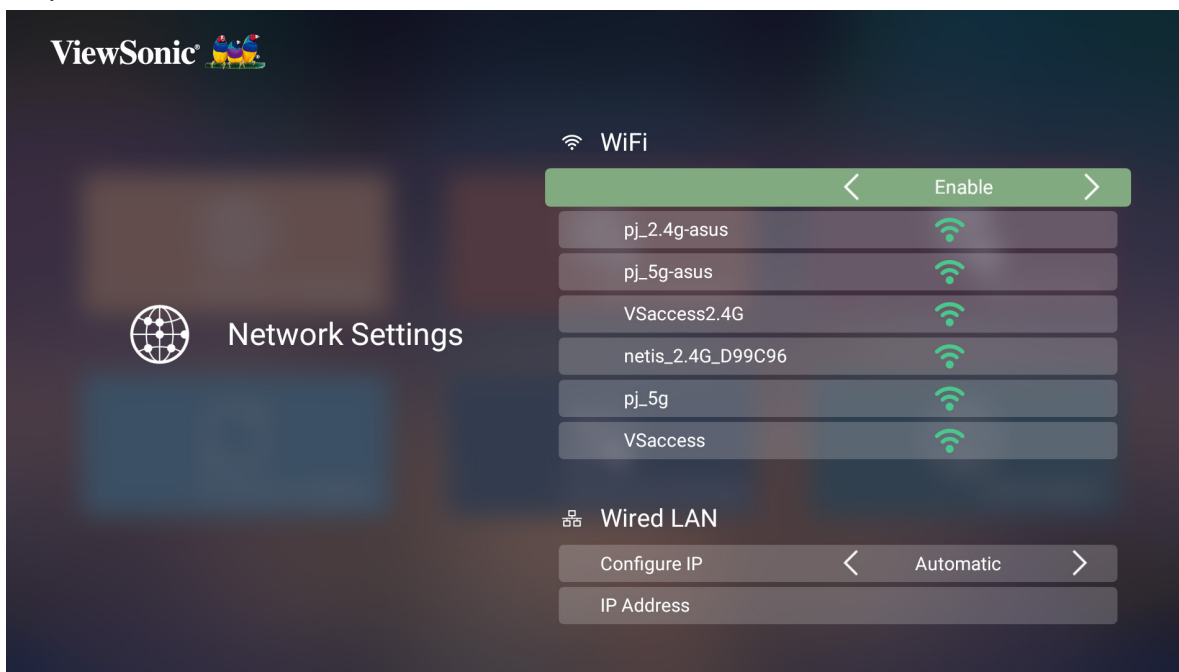 ViewSonic®
WiFi
Enable
pj_2.4g-asus
pj_5g-asus
VSaccess2.4G
Network Settings
netis_2.4G_D99C96
pj_5g
VSaccess
Wired LAN
Configure IP Automatic
IP Address